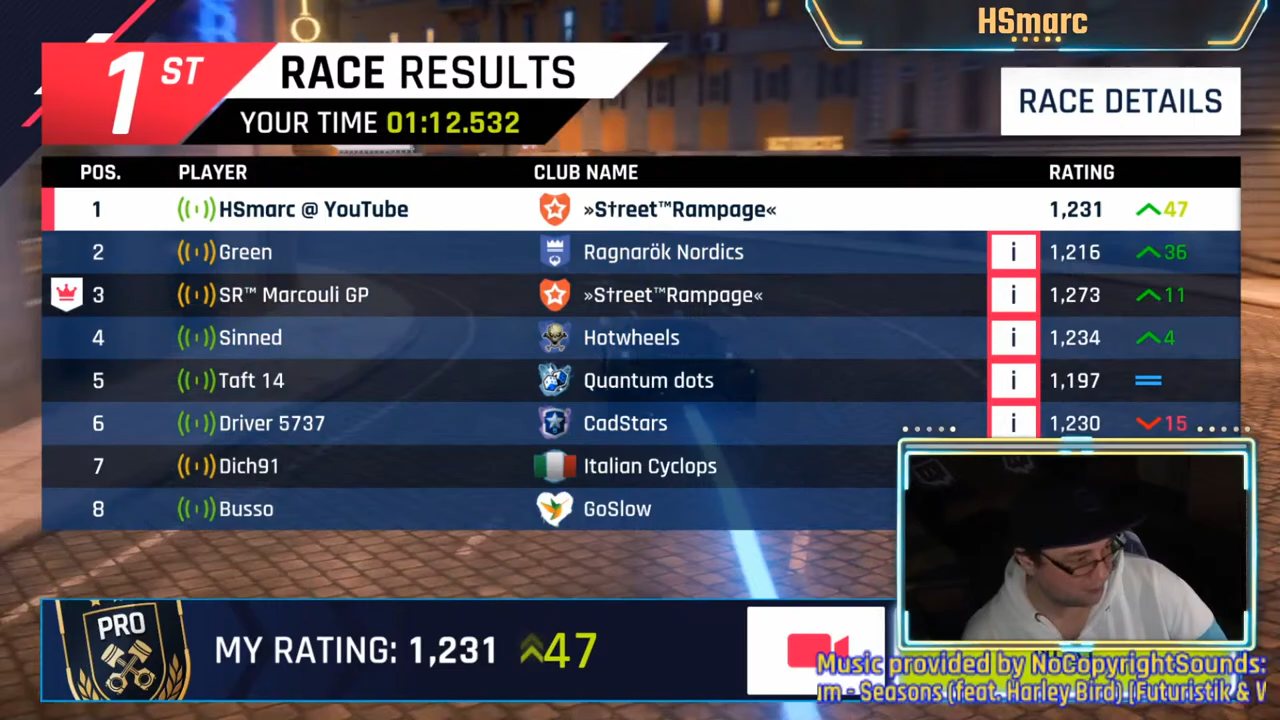 HSmarc
1 ST
RACE RESULTS
YOUR TIME 01:12.532
RACE DETAILS
POS. PLAYER CLUB NAME RATING
1 HSmarc @ YouTube »S†reet™Rampage« 1,231 47
2 Green Ragnarök Nordics i 1,216 36
3 SR™ Marcouli GP »S†reet™Rampage« i 1,273 11
4 Sinned Hotwheels i 1,234 4
5 Taft 14 Quantum dots i 1,197
6 Driver 5737 CadStars i 1,230 15
7 Dich91 Italian Cyclops
8 Busso GoSlow
PRO
MY RATING: 1,231 47
Music provided by NoCopyrightSounds:
- Seasons (feat. Harley Bird) [Futuristik &